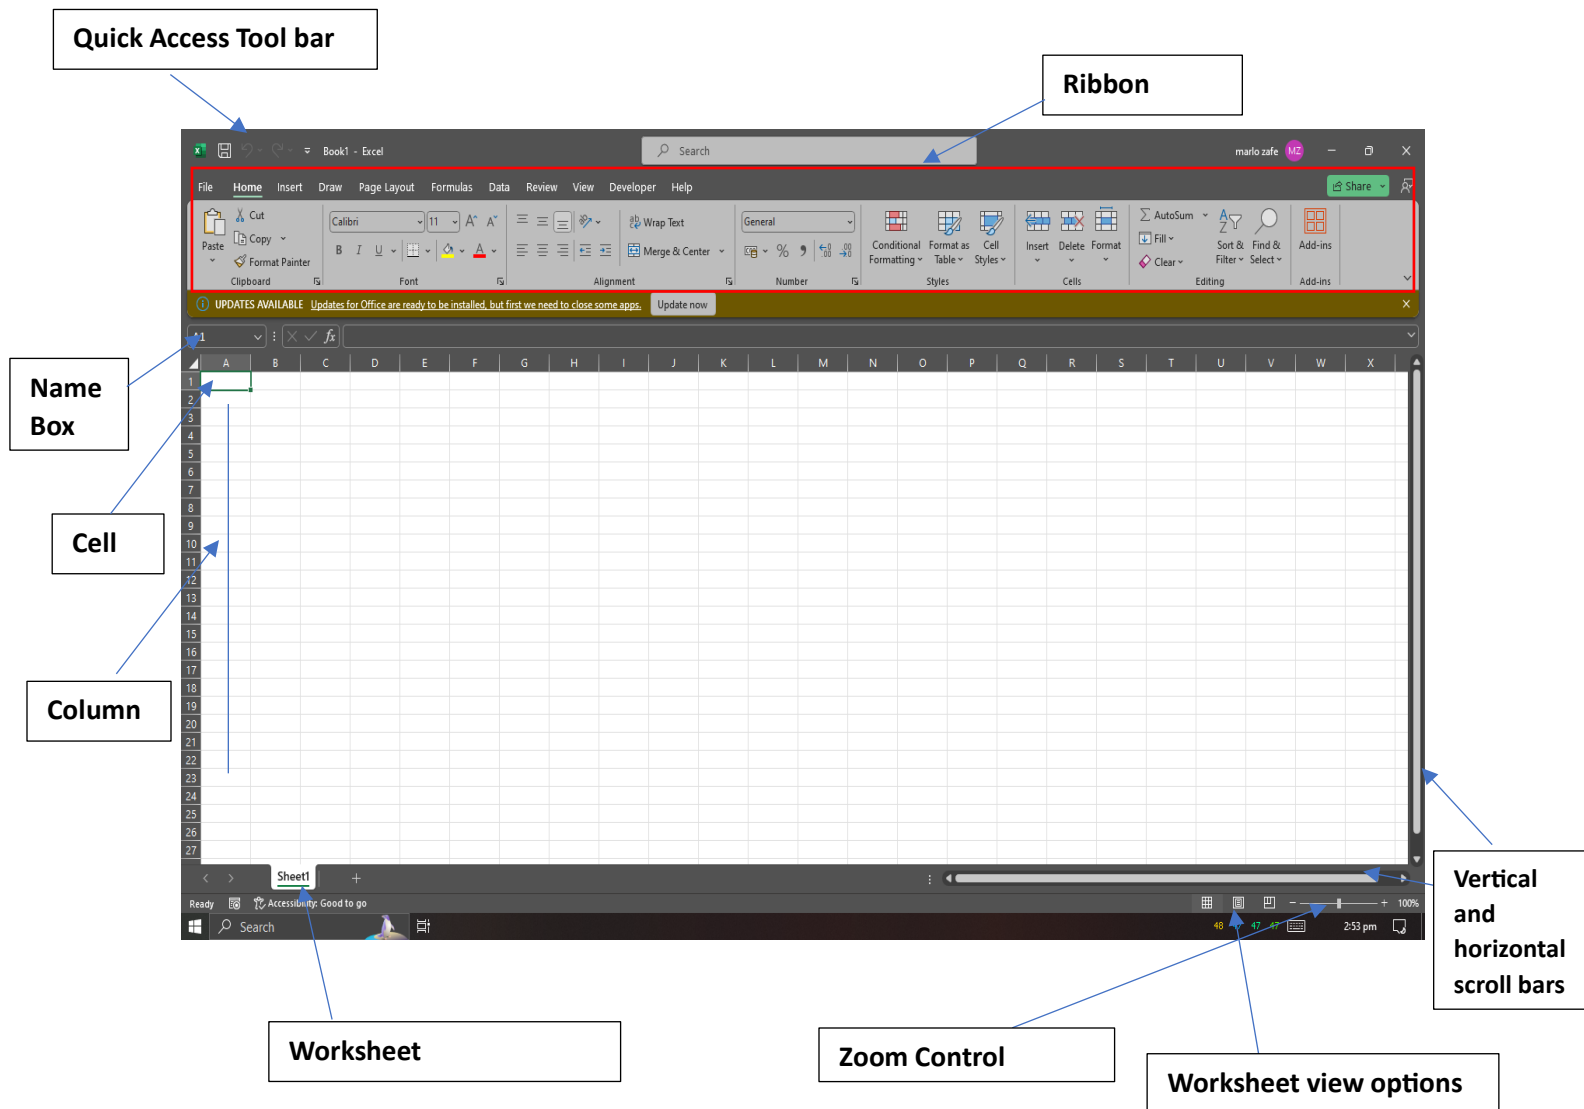 Quick Access Tool bar
Ribbon
Book1 - Excel
Search
marlo zafe MZ
File Home Insert Draw Page Layout Formulas Data Review View Developer Help
Share
Cut
Calibri 11 A^ A˅
Wrap Text
General
AutoSum
Copy
Paste
Conditional Format as Cell
Insert Delete Format
Fill
Sort & Find &
Add-ins
B I U A
Merge & Center
% 9
Formatting Table Styles
Filter Select
Format Painter
Clear
Clipboard Font Alignment Number Styles Cells Editing Add-ins
UPDATES AVAILABLE Updates for Office are ready to be installed, but first we need to close some apps. Update now
A1 fx
A B C D E F G H I J K L M N O P Q R S T U V W X
1
2
3
4
5
6
7
8
9
10
11
12
13
14
15
16
17
18
19
20
21
22
23
24
25
26
27
Name
Box
Cell
Column
Sheet1
Ready Accessibility: Good to go
100%
Search
48 47 47 2:53 pm
Vertical
and
horizontal
scroll bars
Worksheet
Zoom Control
Worksheet view options